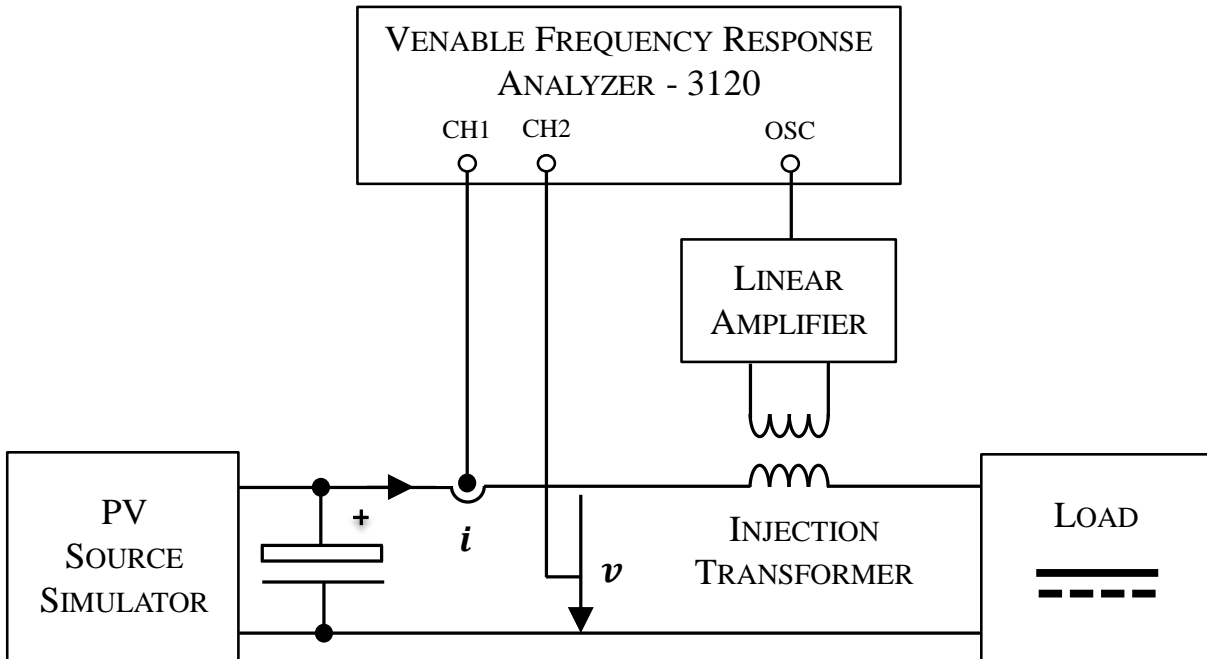 VENABLE FREQUENCY RESPONSE
ANALYZER - 3120
CH1 CH2 OSC
LINEAR
AMPLIFIER
PV
SOURCE
SIMULATOR
+
i
v
INJECTION
TRANSFORMER
LOAD